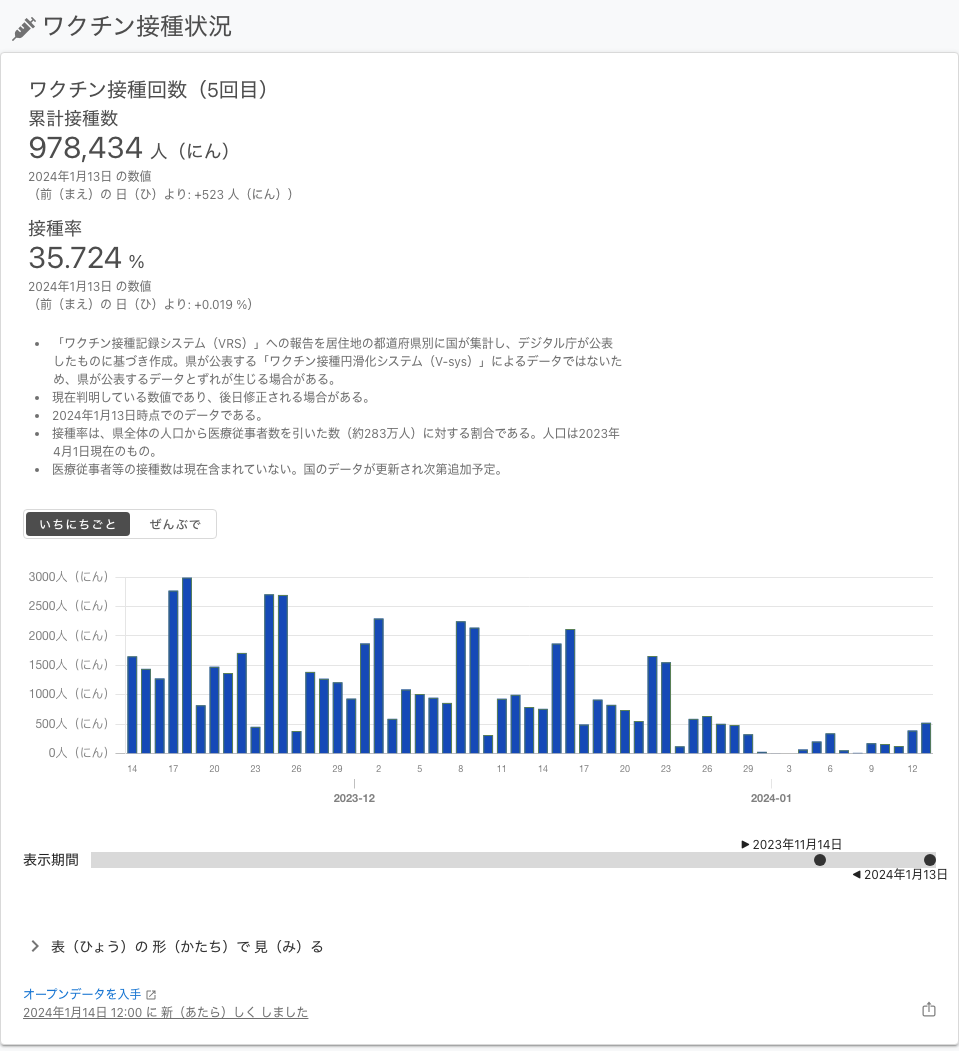 ワクチン接種状況
ワクチン接種回数（5回目）
累計接種数
978,434 人（にん）
2024年1月13日 の数値
（前（まえ）の 日（ひ）より: +523 人（にん））
接種率
35.724 %
2024年1月13日 の数値
（前（まえ）の 日（ひ）より: +0.019 %）
• 「ワクチン接種記録システム（VRS）」への報告を居住地の都道府県別に国が集計し、デジタル庁が公表
したものに基づき作成。県が公表する「ワクチン接種円滑化システム（V-sys）」によるデータではないた
め、県が公表するデータとずれが生じる場合がある。
• 現在判明している数値であり、後日修正される場合がある。
• 2024年1月13日時点でのデータである。
• 接種率は、県全体の人口から医療従事者数を引いた数（約283万人）に対する割合である。人口は2023年
4月1日現在のもの。
• 医療従事者等の接種数は現在含まれていない。国のデータが更新され次第追加予定。
いちにちごと ぜんぶで
3000人（にん）
2500人（にん）
2000人（にん）
1500人（にん）
1000人（にん）
500人（にん）
0人（にん）
14 17 20 23 26 29 2 5 8 11 14 17 20 23 26 29 3 6 9 12
2023-12 2024-01
2023年11月14日
表示期間
2024年1月13日
表（ひょう）の 形（かたち）で 見（み）る
オープンデータを入手
2024年1月14日 12:00 に 新（あたら）しく しました